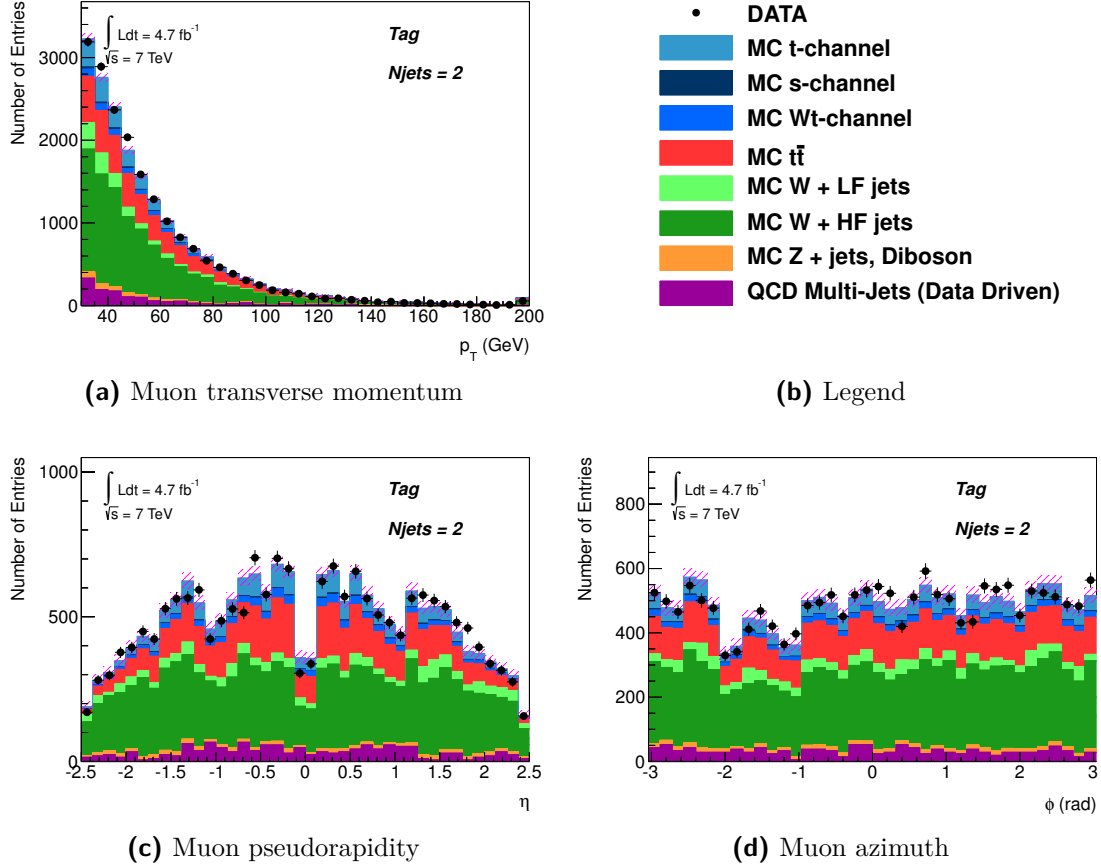 Number of Entries
3000
2000
1000
0
∫ Ldt = 4.7 fb⁻¹
√s = 7 TeV
Tag
Njets = 2
40 60 80 100 120 140 160 180 200
p_T (GeV)
(a) Muon transverse momentum
DATA
MC t-channel
MC s-channel
MC Wt-channel
MC tt̄
MC W + LF jets
MC W + HF jets
MC Z + jets, Diboson
QCD Multi-Jets (Data Driven)
(b) Legend
Number of Entries
1000
500
0
∫ Ldt = 4.7 fb⁻¹
√s = 7 TeV
Tag
Njets = 2
-2.5 -2 -1.5 -1 -0.5 0 0.5 1 1.5 2 2.5
η
(c) Muon pseudorapidity
Number of Entries
800
600
400
200
0
∫ Ldt = 4.7 fb⁻¹
√s = 7 TeV
Tag
Njets = 2
-3 -2 -1 0 1 2 3
ϕ (rad)
(d) Muon azimuth